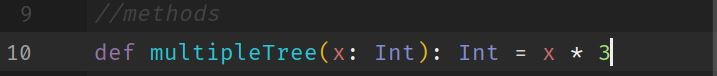 9 //methods
10 def multipleTree(x: Int): Int = x * 3